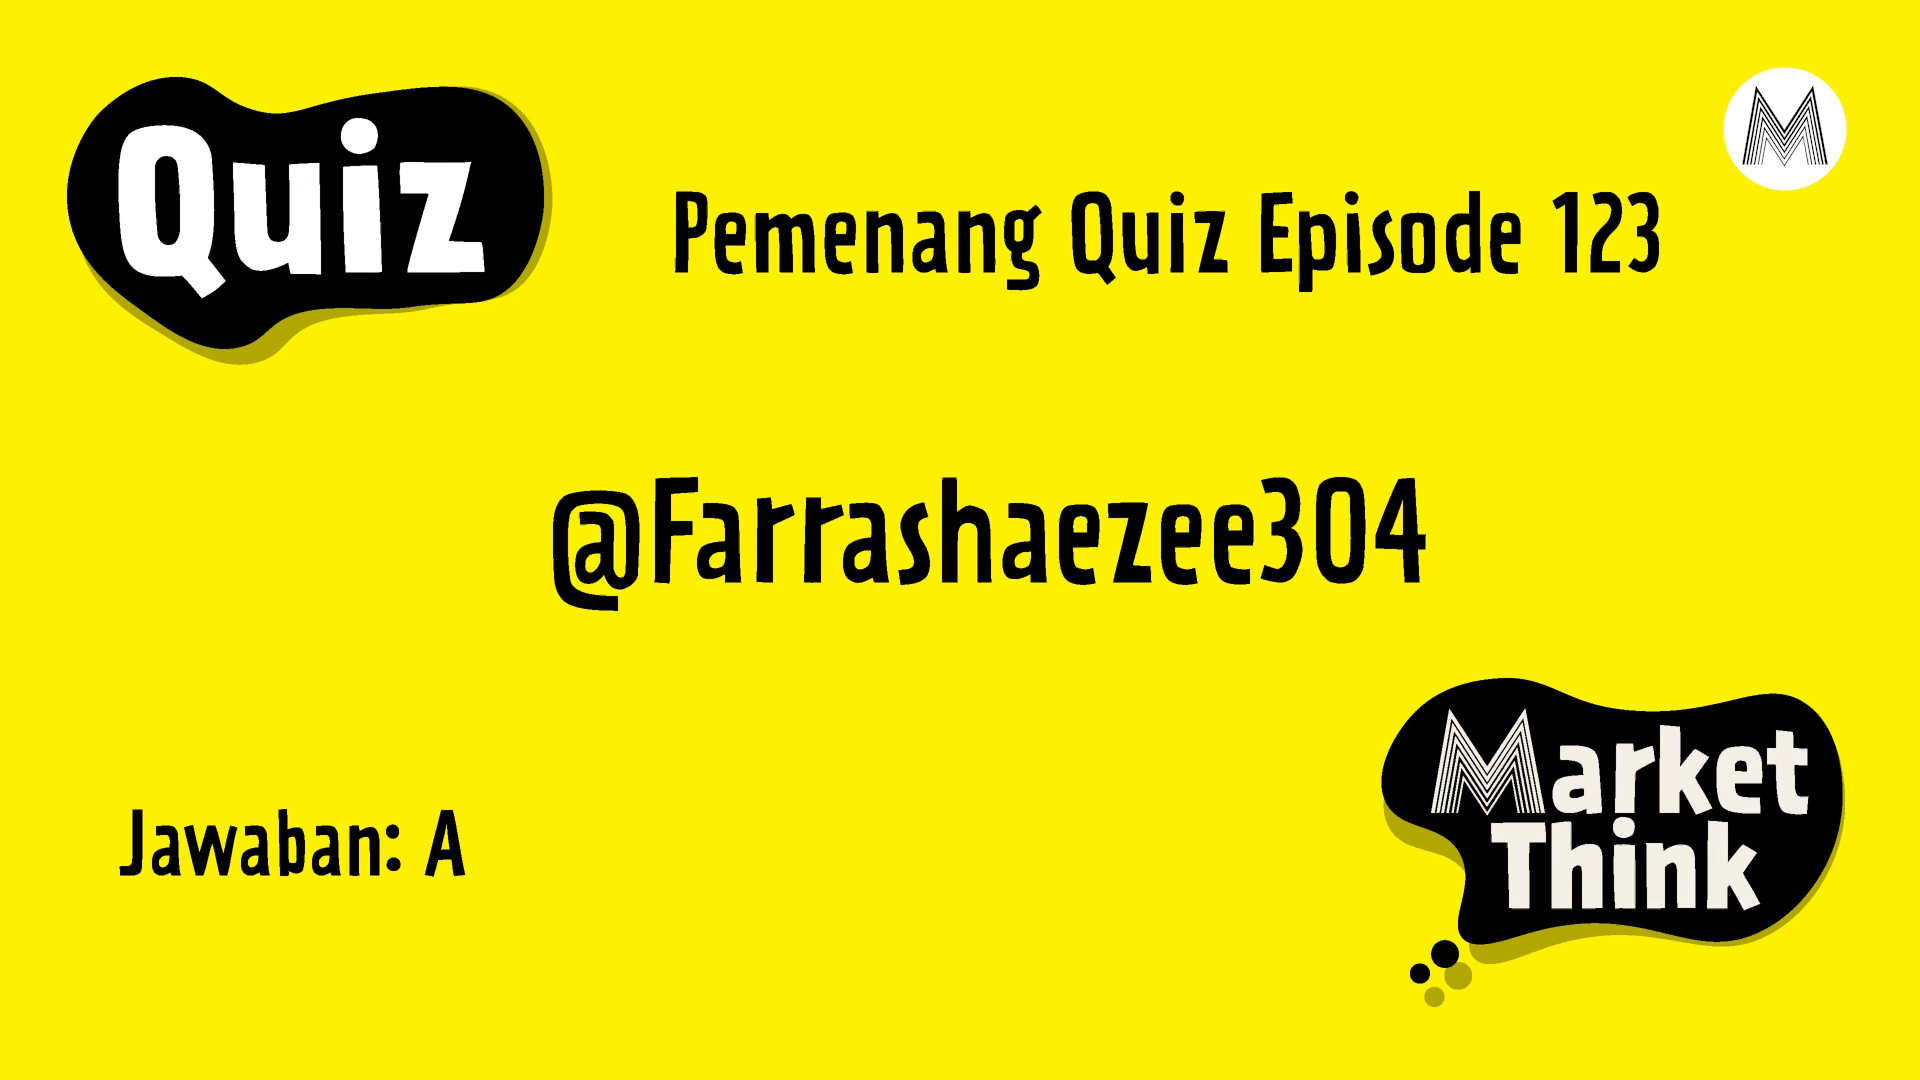 Quiz
M
Pemenang Quiz Episode 123
@Farrashaezee304
Jawaban: A
Market
Think